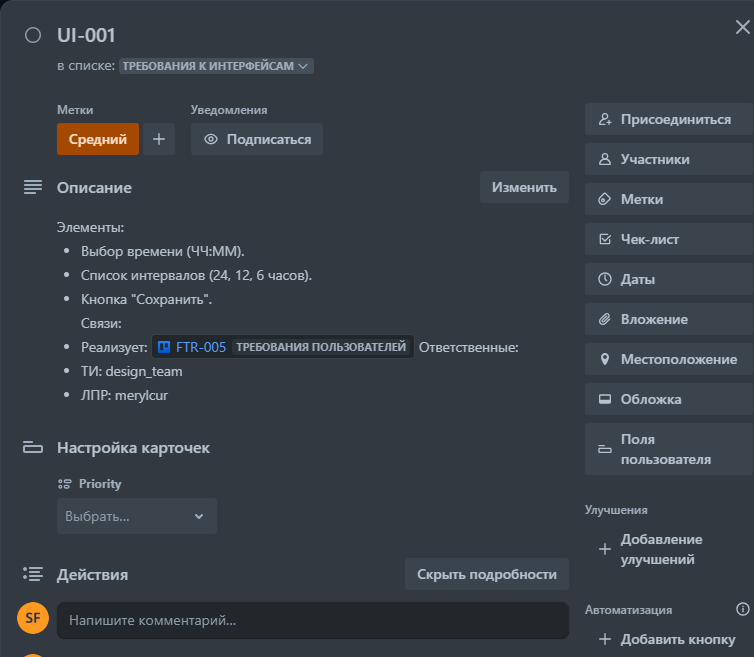 UI-001
в списке: ТРЕБОВАНИЯ К ИНТЕРФЕЙСАМ
Метки
Средний
Уведомления
Подписаться
Описание
Изменить
Элементы:
Выбор времени (ЧЧ:ММ).
Список интервалов (24, 12, 6 часов).
Кнопка "Сохранить".
Связи:
Реализует: FTR-005 ТРЕБОВАНИЯ ПОЛЬЗОВАТЕЛЕЙ Ответственные:
ТИ: design_team
ЛПР: merylcur
Настройка карточек
Priority
Выбрать...
Действия
Скрыть подробности
SF
Напишите комментарий...
Присоединиться
Участники
Метки
Чек-лист
Даты
Вложение
Местоположение
Обложка
Поля
пользователя
Улучшения
Добавление
улучшений
Автоматизация
Добавить кнопку